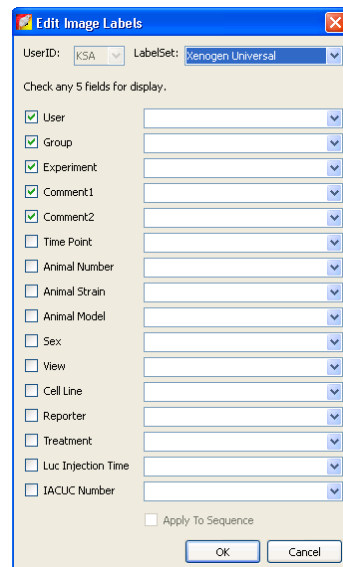 Edit Image Labels
UserID: KSA LabelSet: Xenogen Universal
Check any 5 fields for display.
User
Group
Experiment
Comment1
Comment2
Time Point
Animal Number
Animal Strain
Animal Model
Sex
View
Cell Line
Reporter
Treatment
Luc Injection Time
IACUC Number
Apply To Sequence
OK Cancel